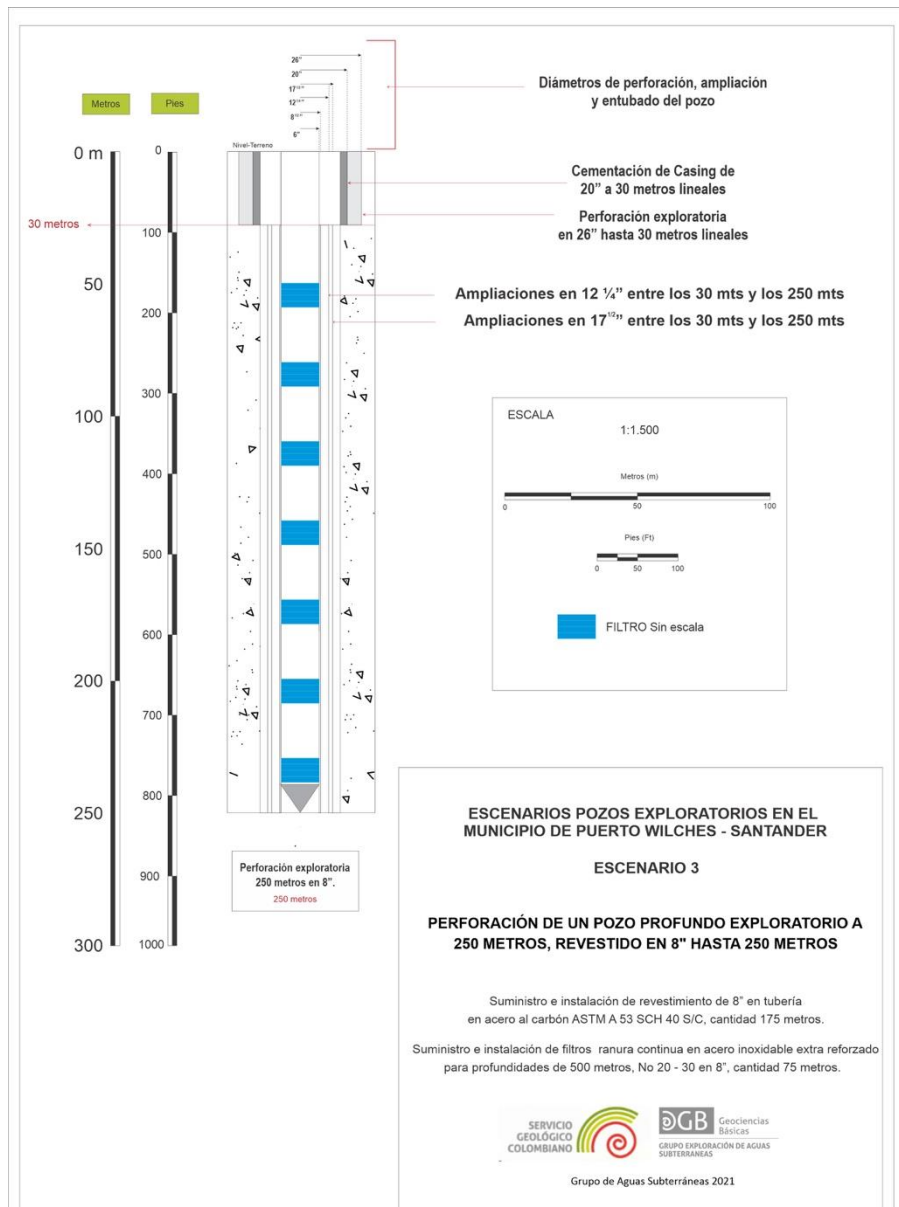 26"
20"
17 1/2 "
12 1/4 "
8 1/2 "
6"
Diámetros de perforación, ampliación
y entubado del pozo
Metros
Pies
Nivel-Terreno
0 m
0
Cementación de Casing de
20” a 30 metros lineales
Perforación exploratoria
en 26” hasta 30 metros lineales
30 metros
100
50
200
Ampliaciones en 12 ¼” entre los 30 mts y los 250 mts
Ampliaciones en 17 1/2” entre los 30 mts y los 250 mts
300
100
400
150
500
600
200
700
250
800
900
300
1000
ESCALA
1:1.500
Metros (m)
0
50
100
Pies (Ft)
0
50
100
FILTRO Sin escala
Perforación exploratoria
250 metros en 8”.
250 metros
ESCENARIOS POZOS EXPLORATORIOS EN EL
MUNICIPIO DE PUERTO WILCHES - SANTANDER
ESCENARIO 3
PERFORACIÓN DE UN POZO PROFUNDO EXPLORATORIO A
250 METROS, REVESTIDO EN 8" HASTA 250 METROS
Suministro e instalación de revestimiento de 8” en tubería
en acero al carbón ASTM A 53 SCH 40 S/C, cantidad 175 metros.
Suministro e instalación de filtros ranura continua en acero inoxidable extra reforzado
para profundidades de 500 metros, No 20 - 30 en 8”, cantidad 75 metros.
SERVICIO
GEOLÓGICO
COLOMBIANO
DGB
Geociencias
Básicas
GRUPO EXPLORACIÓN DE AGUAS
SUBTERRANEAS
Grupo de Aguas Subterráneas 2021